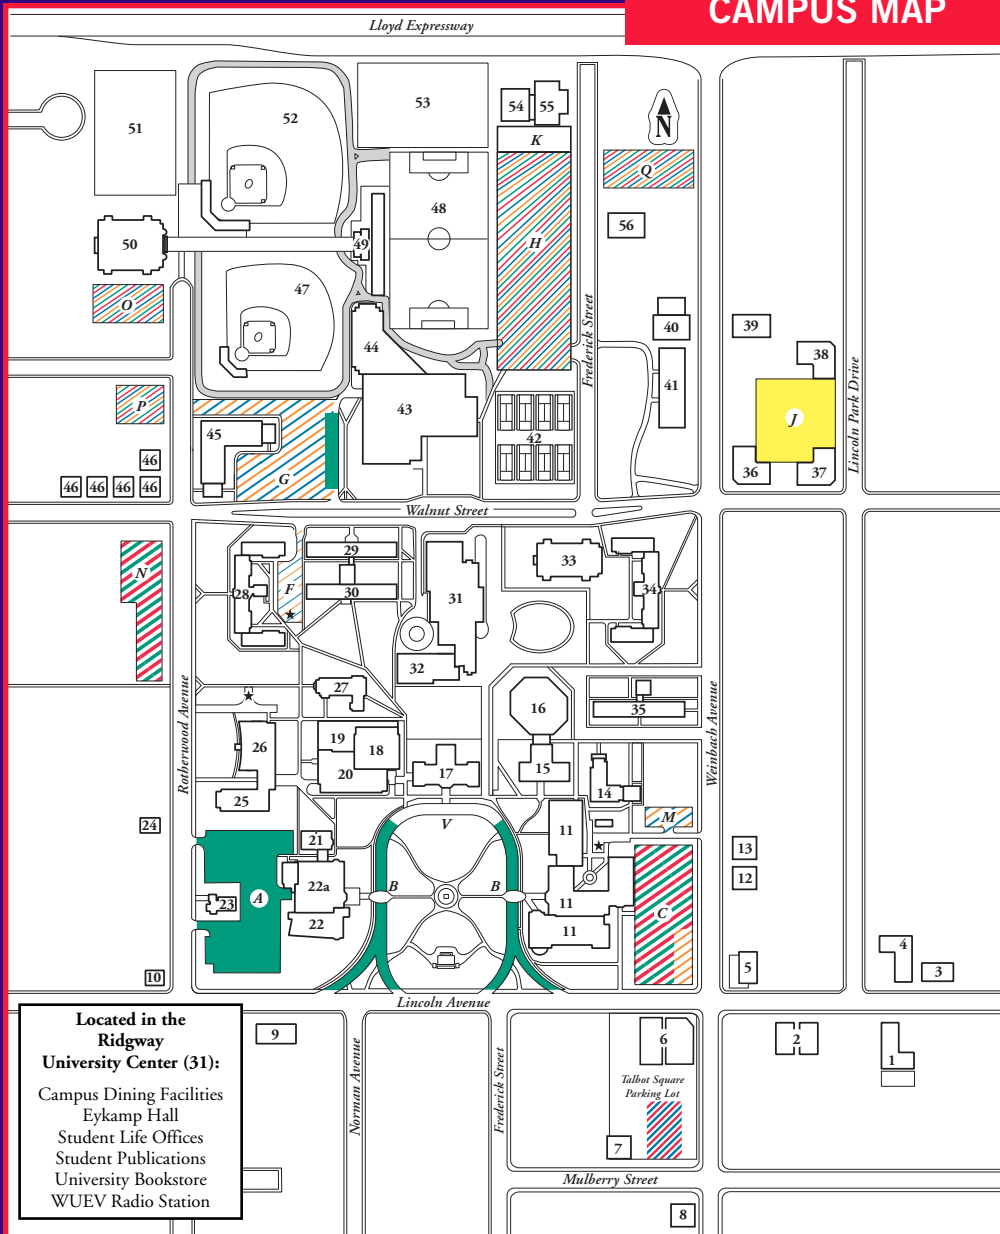 CAMPUS MAP
Lloyd Expressway
53
54
55
51
52
N
K
Q
48
H
56
50
49
O
47
Frederick Street
40
39
44
38
41
Lincoln Park Drive
P
43
J
45
42
46
G
36
37
46
46
46
46
Walnut Street
29
N
28
F
30
33
34
31
32
27
Rotherwood Avenue
Weinbach Avenue
16
35
19
18
26
20
17
15
14
25
24
V
11
M
21
13
22a
B
B
12
23
A
11
C
22
11
4
5
3
10
Lincoln Avenue
Located in the
Ridgway
University Center (31):
Campus Dining Facilities
Eykamp Hall
Student Life Offices
Student Publications
University Bookstore
WUEV Radio Station
9
Norman Avenue
Frederick Street
6
2
1
Talbot Square
Parking Lot
7
Mulberry Street
8